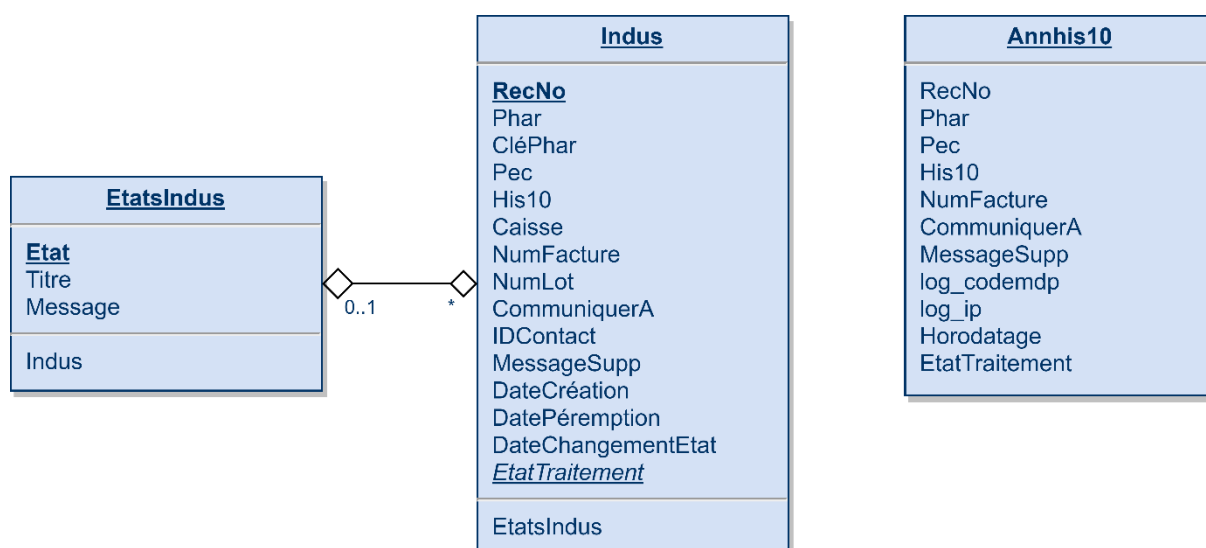 EtatsIndus
Etat
Titre
Message
Indus
0..1
*
Indus
RecNo
Phar
CléPhar
Pec
His10
Caisse
NumFacture
NumLot
CommuniquerA
IDContact
MessageSupp
DateCréation
DatePéremption
DateChangementEtat
EtatTraitement
EtatsIndus
Annhis10
RecNo
Phar
Pec
His10
NumFacture
CommuniquerA
MessageSupp
log_codemdp
log_ip
Horodatage
EtatTraitement